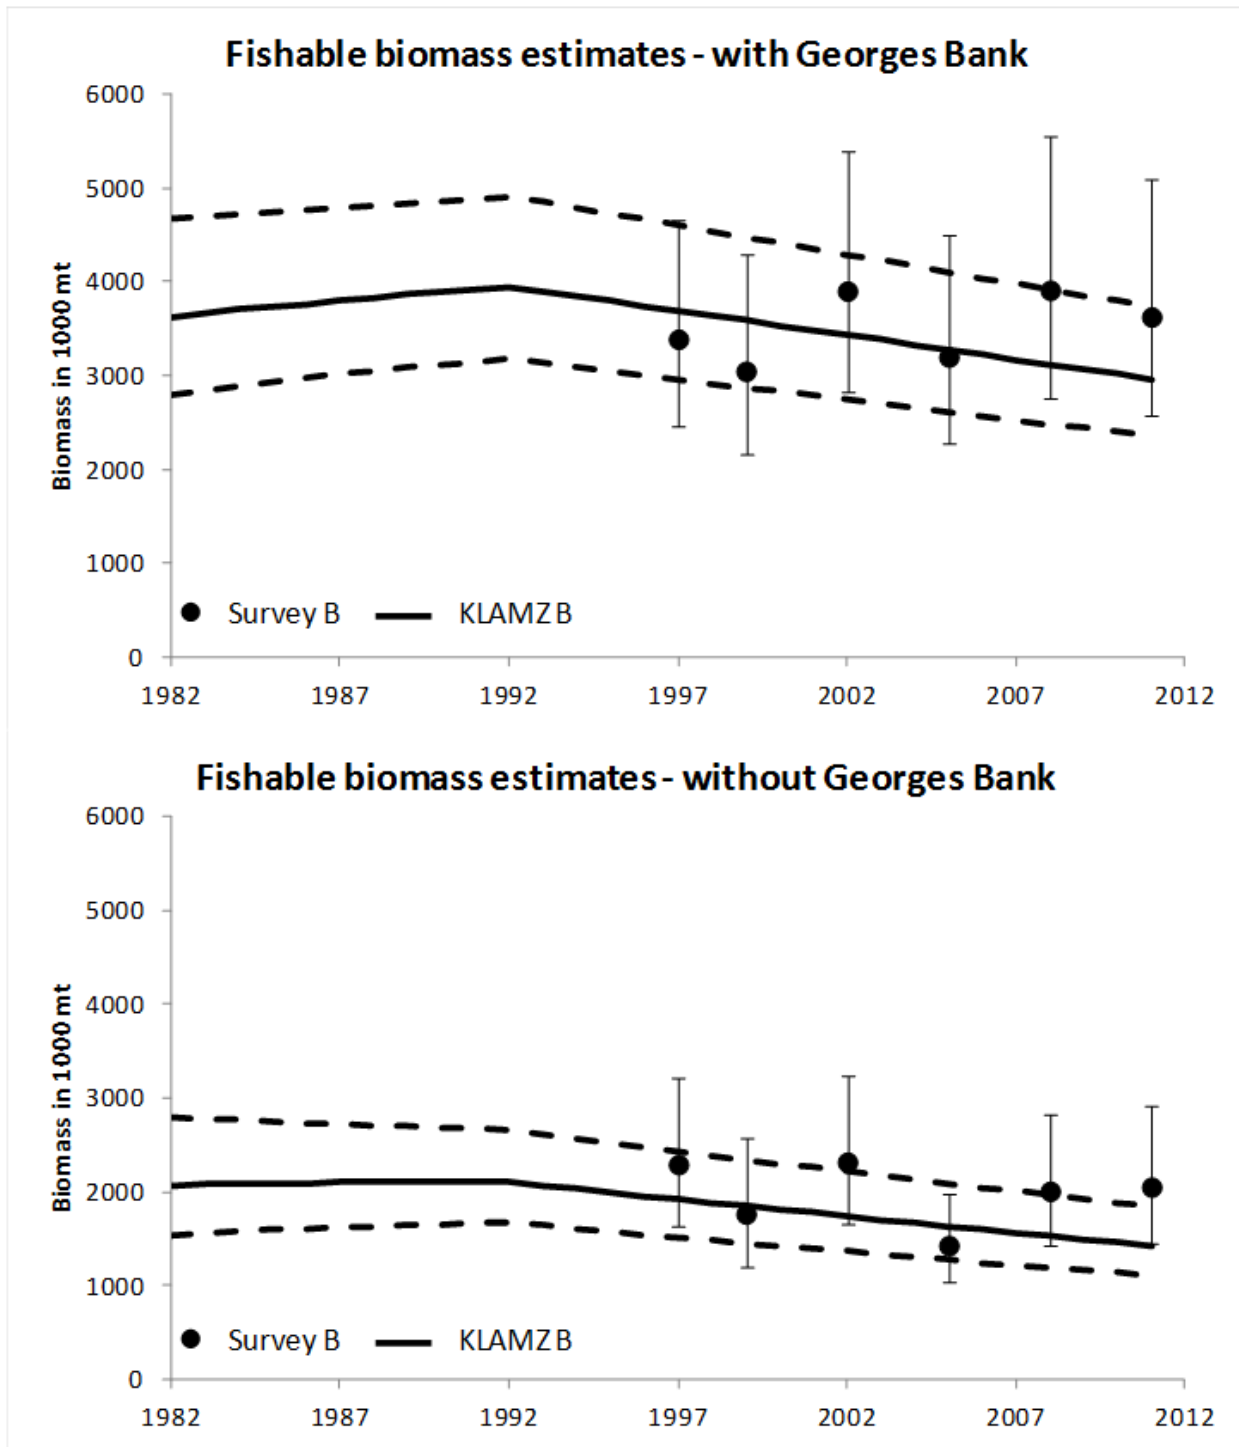 Fishable biomass estimates - with Georges Bank
6000
5000
4000
3000
2000
1000
0
Biomass in 1000 mt
Survey B KLAMZ B
1982 1987 1992 1997 2002 2007 2012
Fishable biomass estimates - without Georges Bank
6000
5000
4000
3000
2000
1000
0
Biomass in 1000 mt
Survey B KLAMZ B
1982 1987 1992 1997 2002 2007 2012